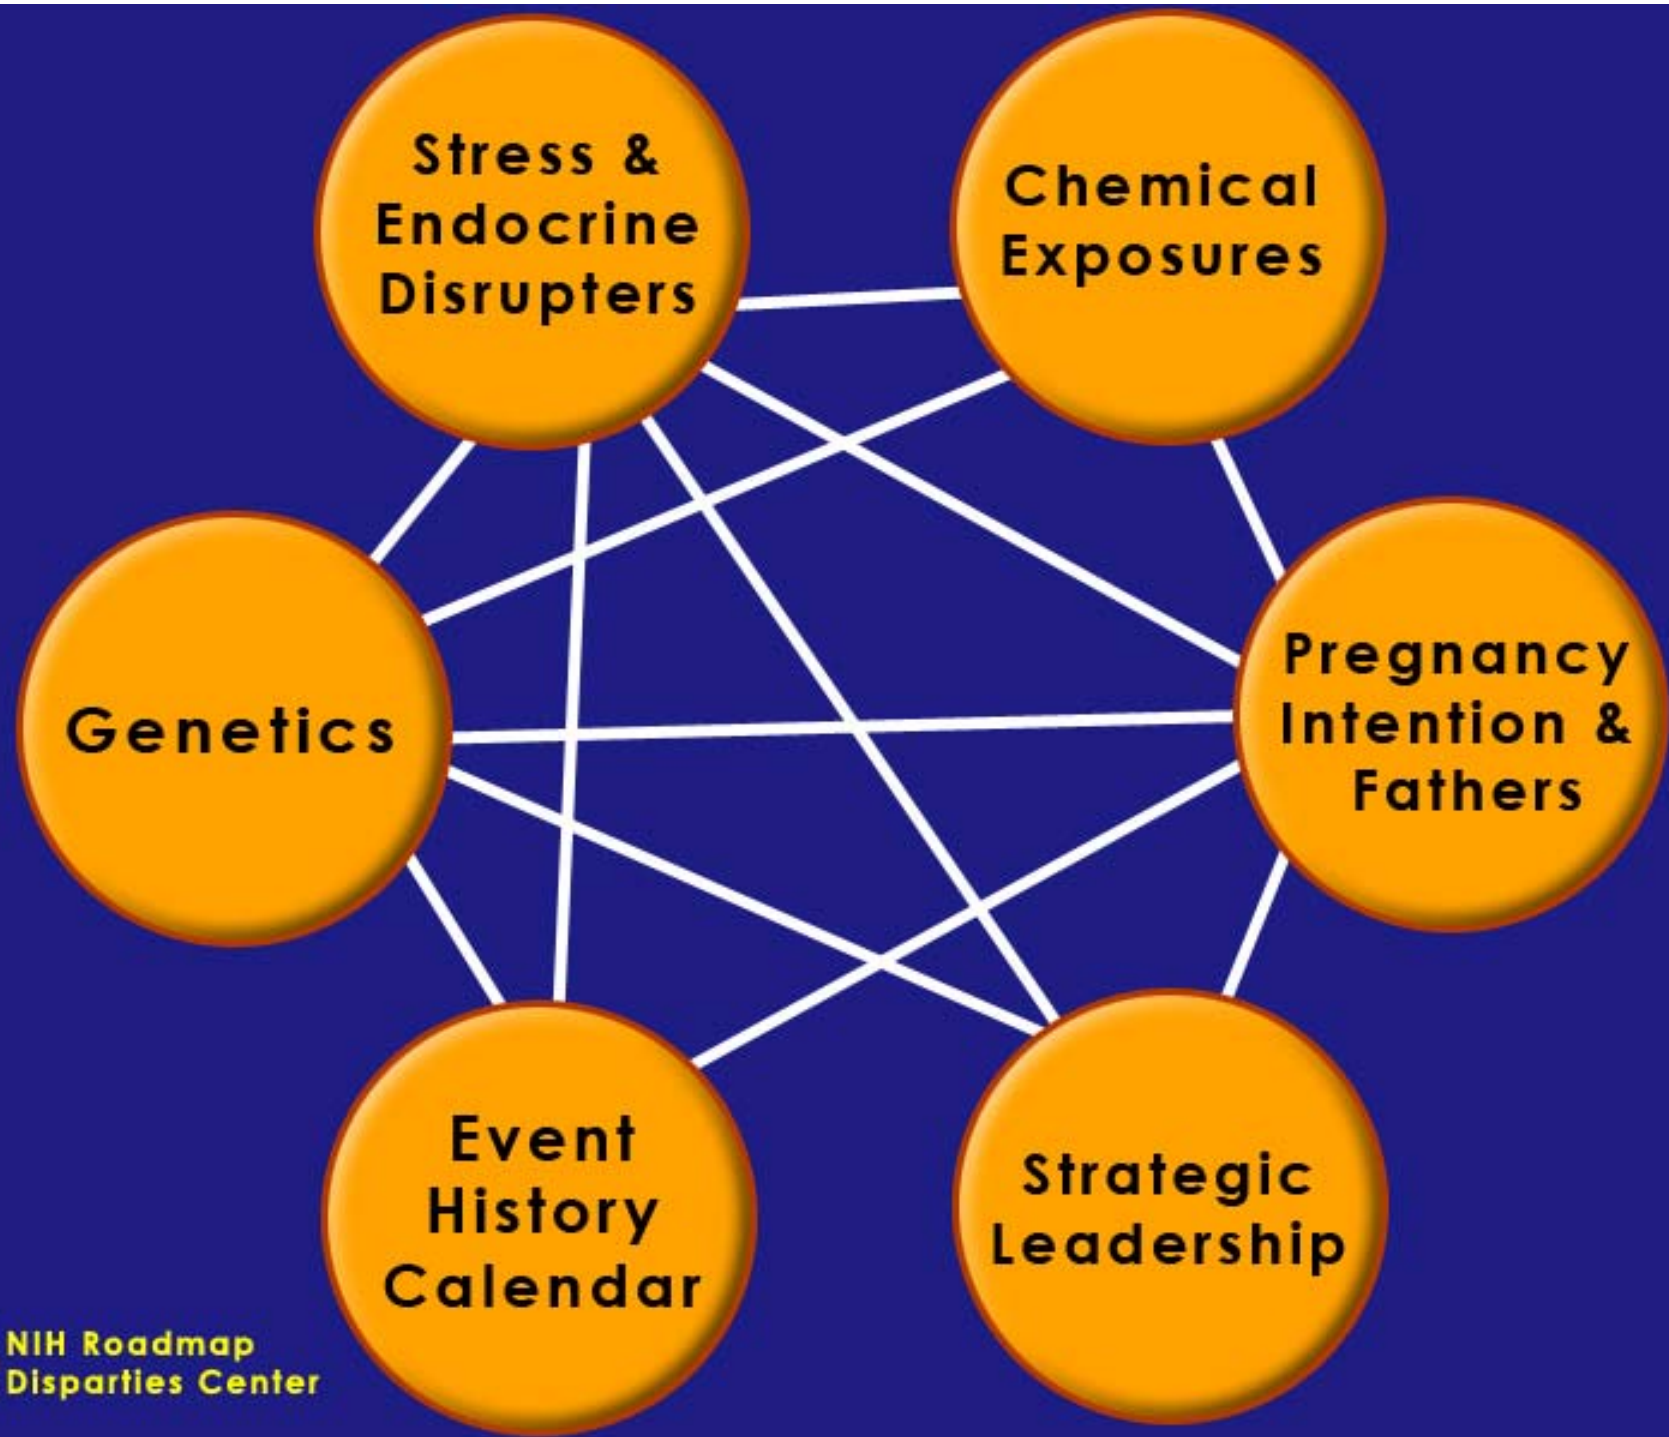 Stress &
Endocrine
Disrupters
Chemical
Exposures
Genetics
Pregnancy
Intention &
Fathers
Event
History
Calendar
Strategic
Leadership
NIH Roadmap
Disparties Center